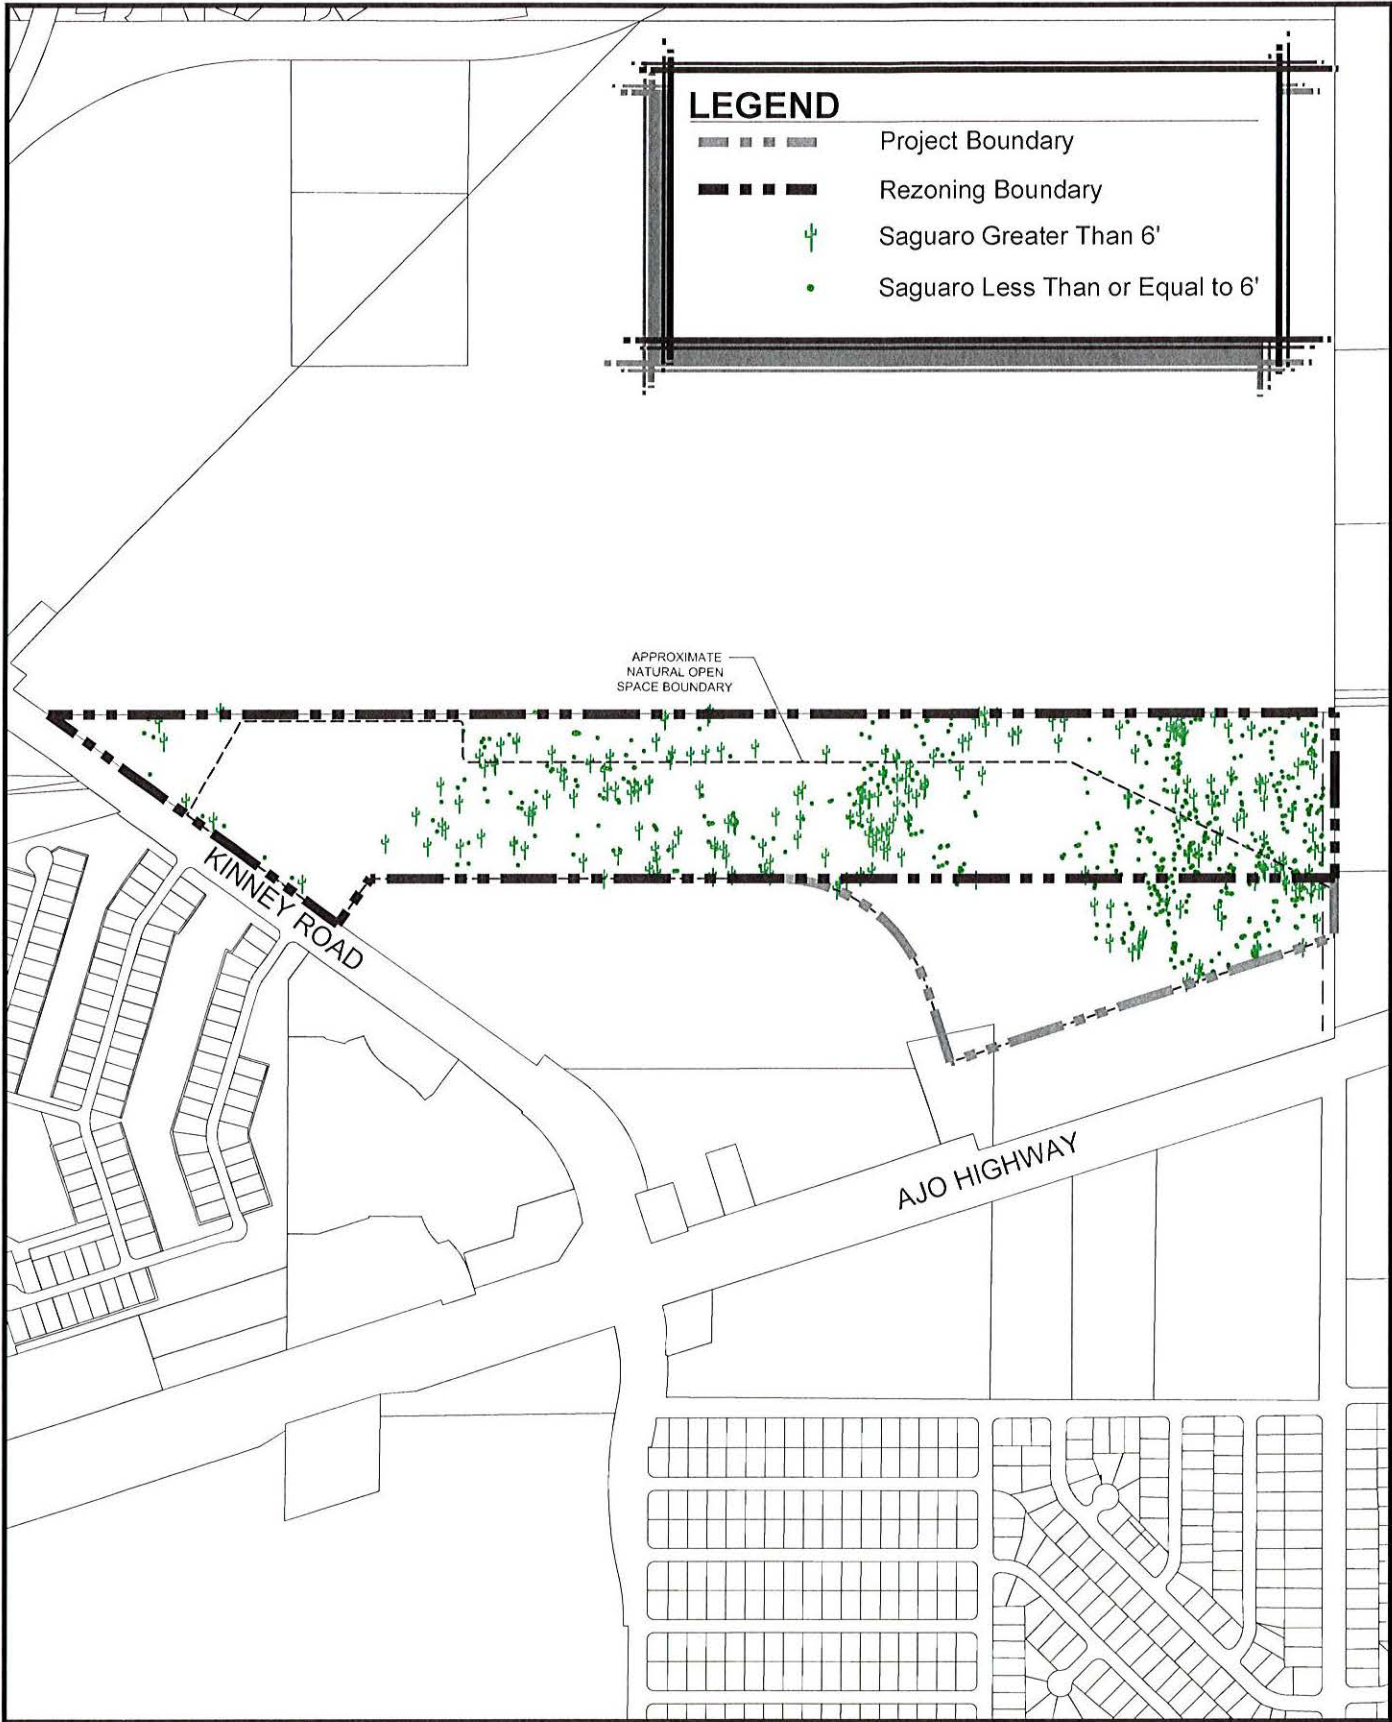 LEGEND
Project Boundary
Rezoning Boundary
Saguaro Greater Than 6'
Saguaro Less Than or Equal to 6'
APPROXIMATE
NATURAL OPEN
SPACE BOUNDARY
KINNEY ROAD
AJO HIGHWAY